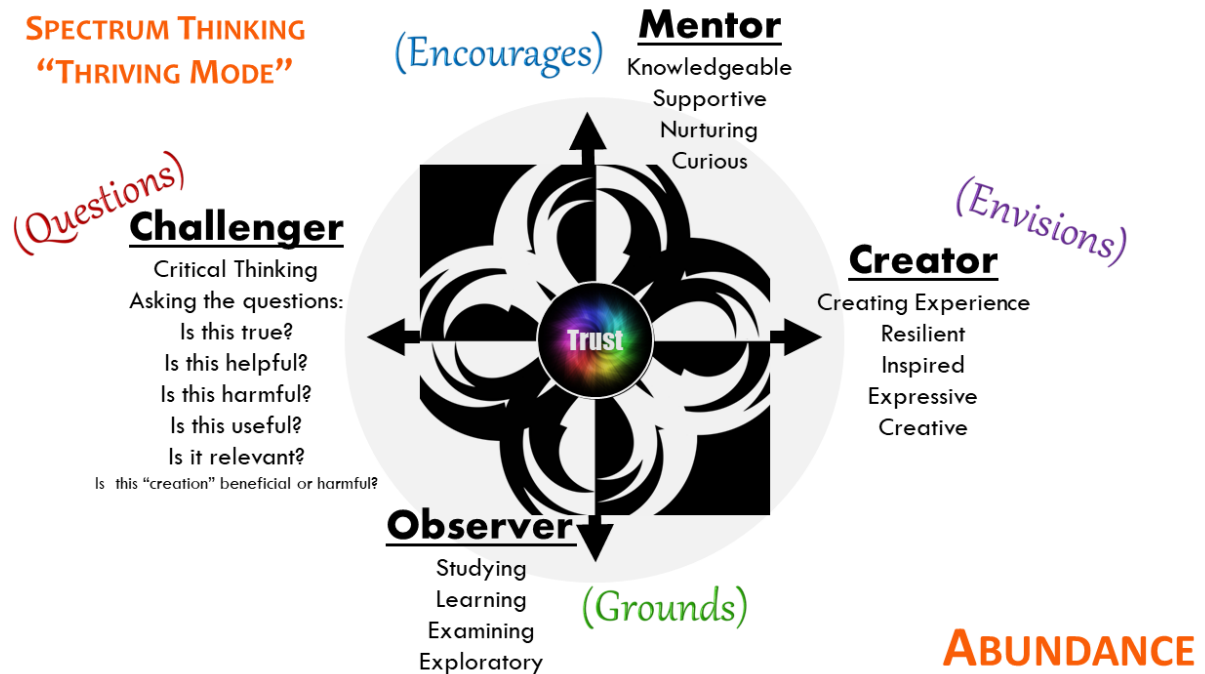 SPECTRUM THINKING
“THRIVING MODE”
(Encourages)
Mentor
Knowledgeable
Supportive
Nurturing
Curious
(Questions)
Challenger
Critical Thinking
Asking the questions:
Is this true?
Is this helpful?
Is this harmful?
Is this useful?
Is it relevant?
Is this “creation” beneficial or harmful?
Trust
(Envisions)
Creator
Creating Experience
Resilient
Inspired
Expressive
Creative
Observer
Studying
Learning
Examining
Exploratory
(Grounds)
ABUNDANCE